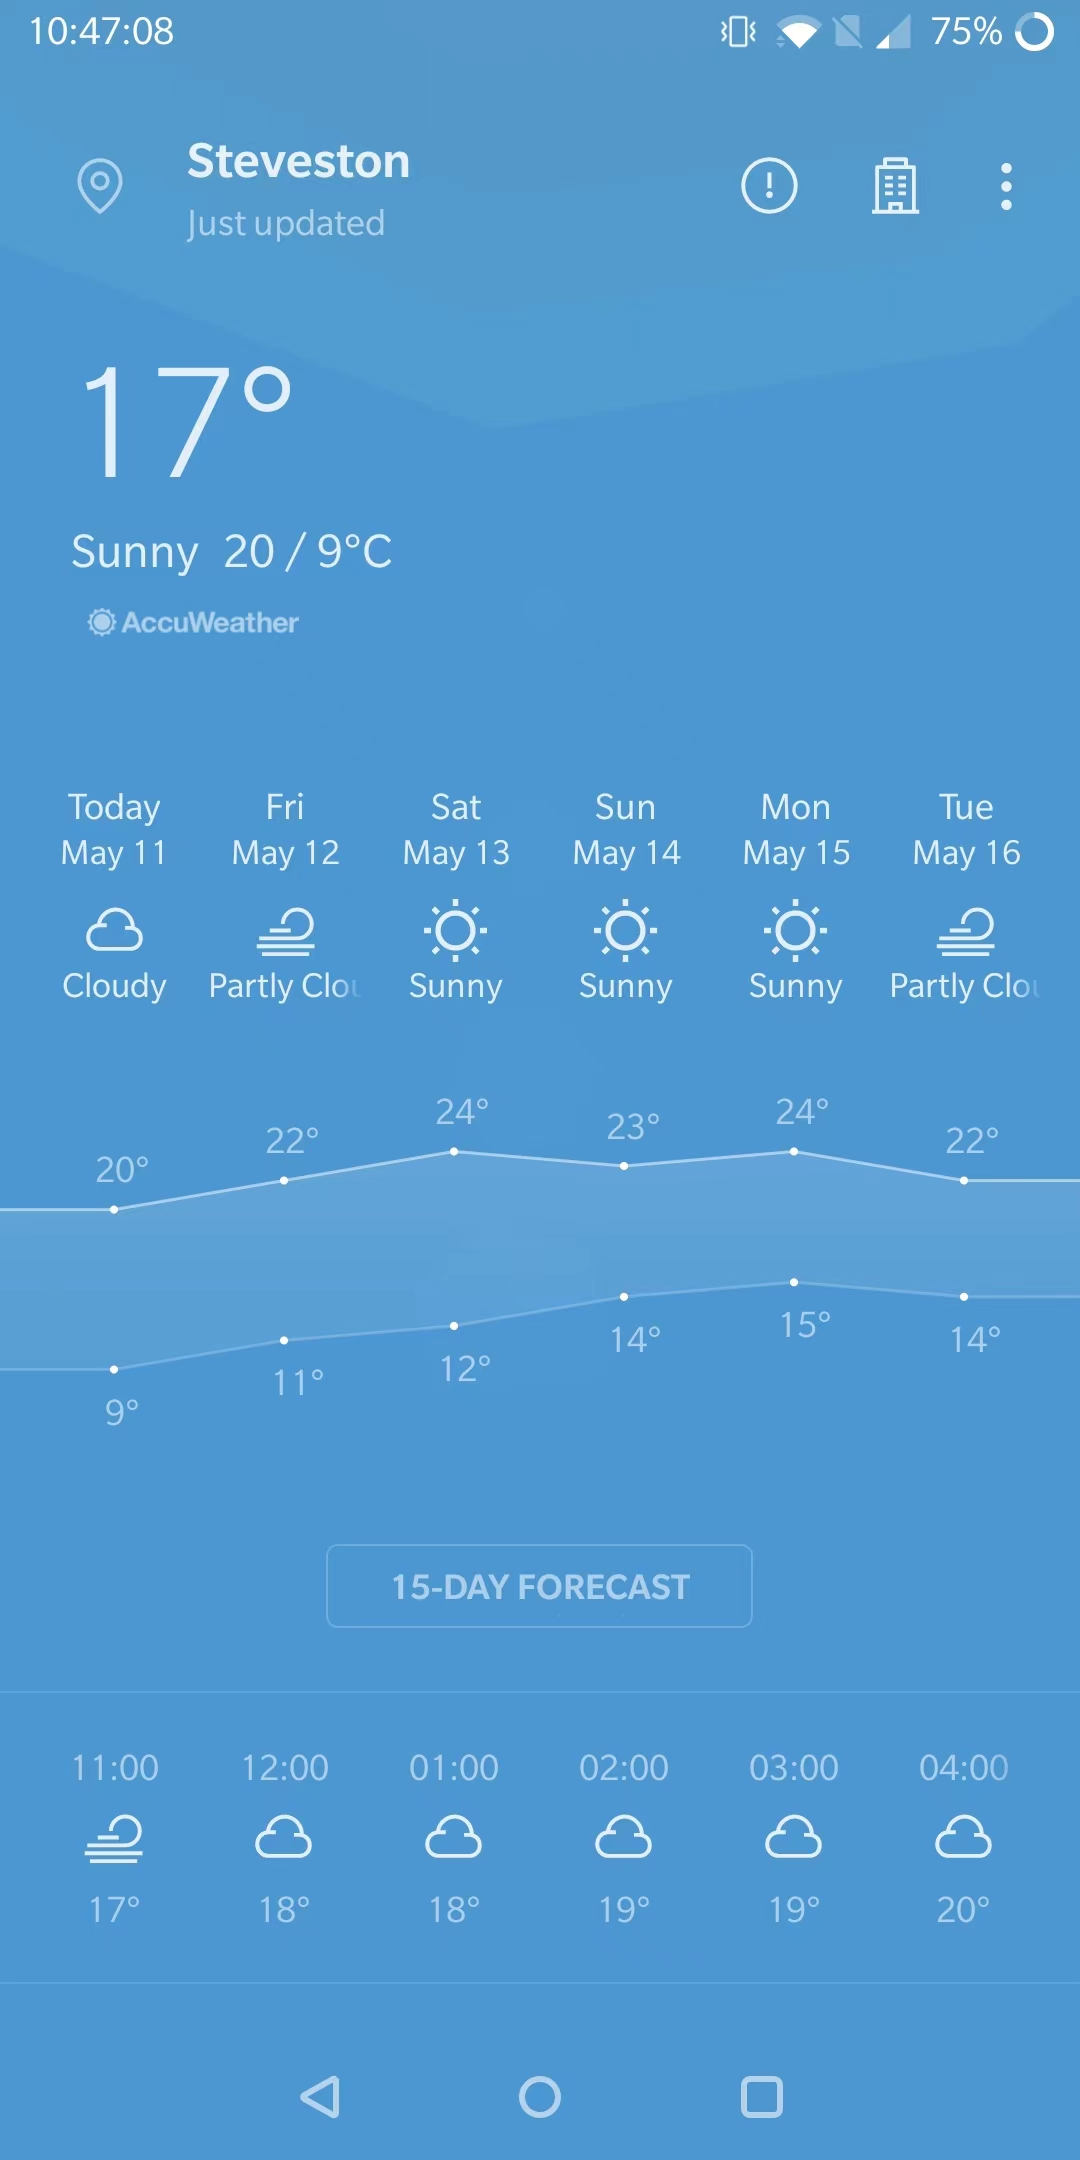 10:47:08 75%
Steveston
Just updated
17°
Sunny 20 / 9°C
AccuWeather
Today Fri Sat Sun Mon Tue
May 11 May 12 May 13 May 14 May 15 May 16
Cloudy Partly Clou Sunny Sunny Sunny Partly Clou
20° 22° 24° 23° 24° 22°
9° 11° 12° 14° 15° 14°
15-DAY FORECAST
11:00 12:00 01:00 02:00 03:00 04:00
17° 18° 18° 19° 19° 20°